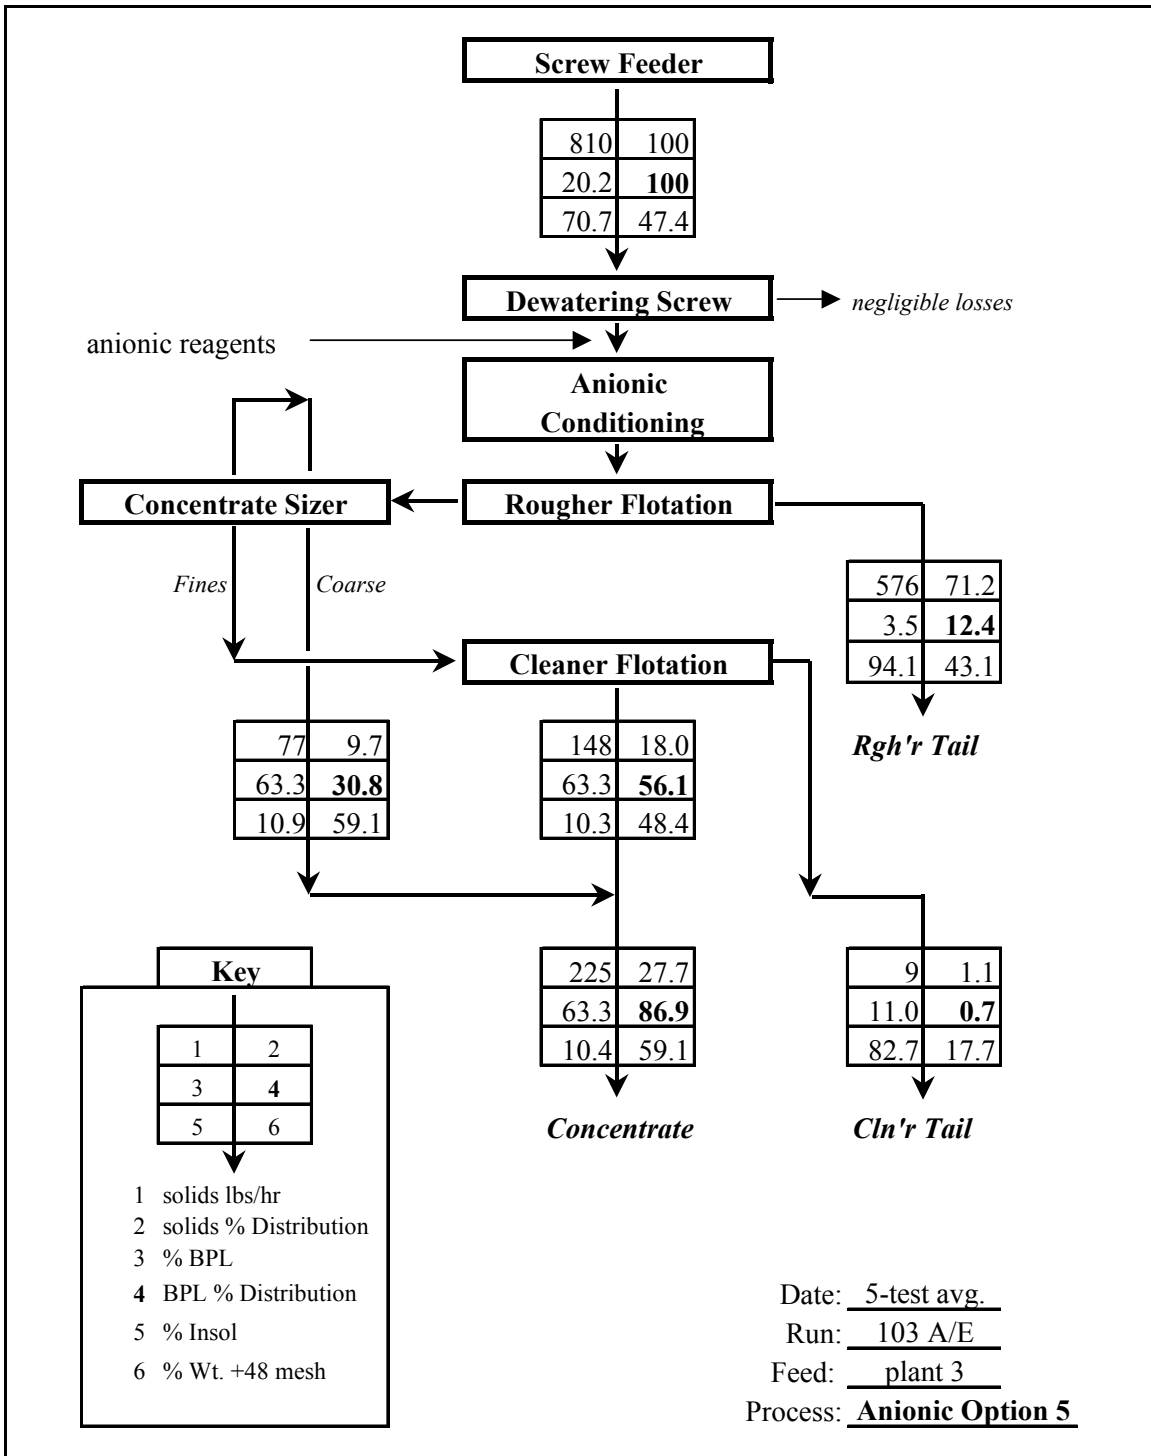 Screw Feeder
810 100
20.2 100
70.7 47.4
Dewatering Screw
negligible losses
anionic reagents
Anionic
Conditioning
Concentrate Sizer
Rougher Flotation
Fines
Coarse
576 71.2
3.5 12.4
94.1 43.1
Rgh'r Tail
Cleaner Flotation
77 9.7
63.3 30.8
10.9 59.1
148 18.0
63.3 56.1
10.3 48.4
225 27.7
63.3 86.9
10.4 59.1
Concentrate
9 1.1
11.0 0.7
82.7 17.7
Cln'r Tail
Key
1 2
3 4
5 6
1 solids lbs/hr
2 solids % Distribution
3 % BPL
4 BPL % Distribution
5 % Insol
6 % Wt. +48 mesh
Date: 5-test avg.
Run: 103 A/E
Feed: plant 3
Process: Anionic Option 5